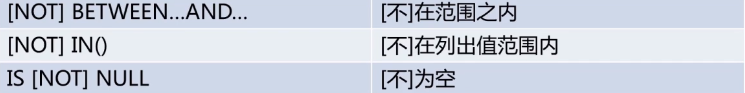 [NOT] BETWEEN...AND... [不]在范围之内
[NOT] IN() [不]在列出值范围内
IS [NOT] NULL [不]为空